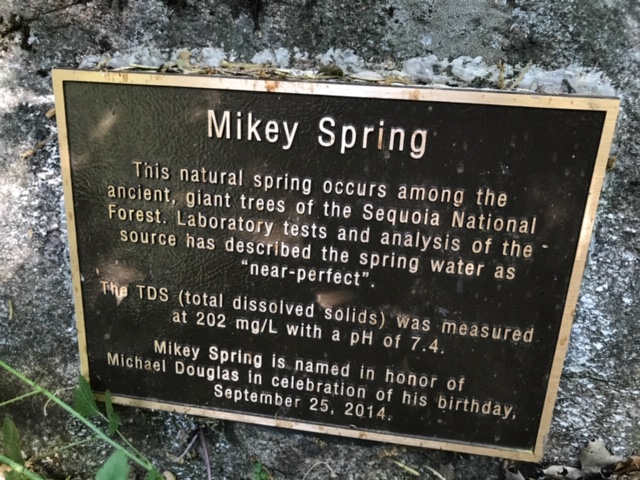 Mikey Spring
This natural spring occurs among the
ancient, giant trees of the Sequoia National
Forest. Laboratory tests and analysis of the
source has described the spring water as
"near-perfect".
The TDS (total dissolved solids) was measured
at 202 mg/L with a pH of 7.4.
Mikey Spring is named in honor of
Michael Douglas in celebration of his birthday,
September 25, 2014.